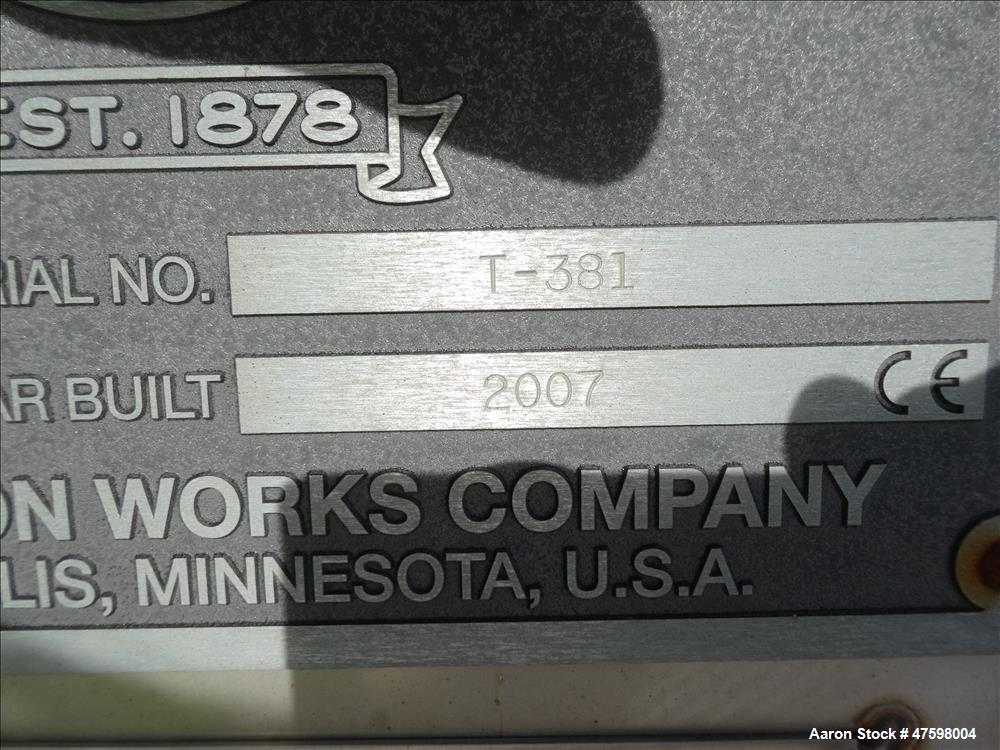 EST. 1878
RIAL NO. T-381
AR BUILT 2007 CE
ON WORKS COMPANY
LIS, MINNESOTA, U.S.A.
Aaron Stock # 47598004